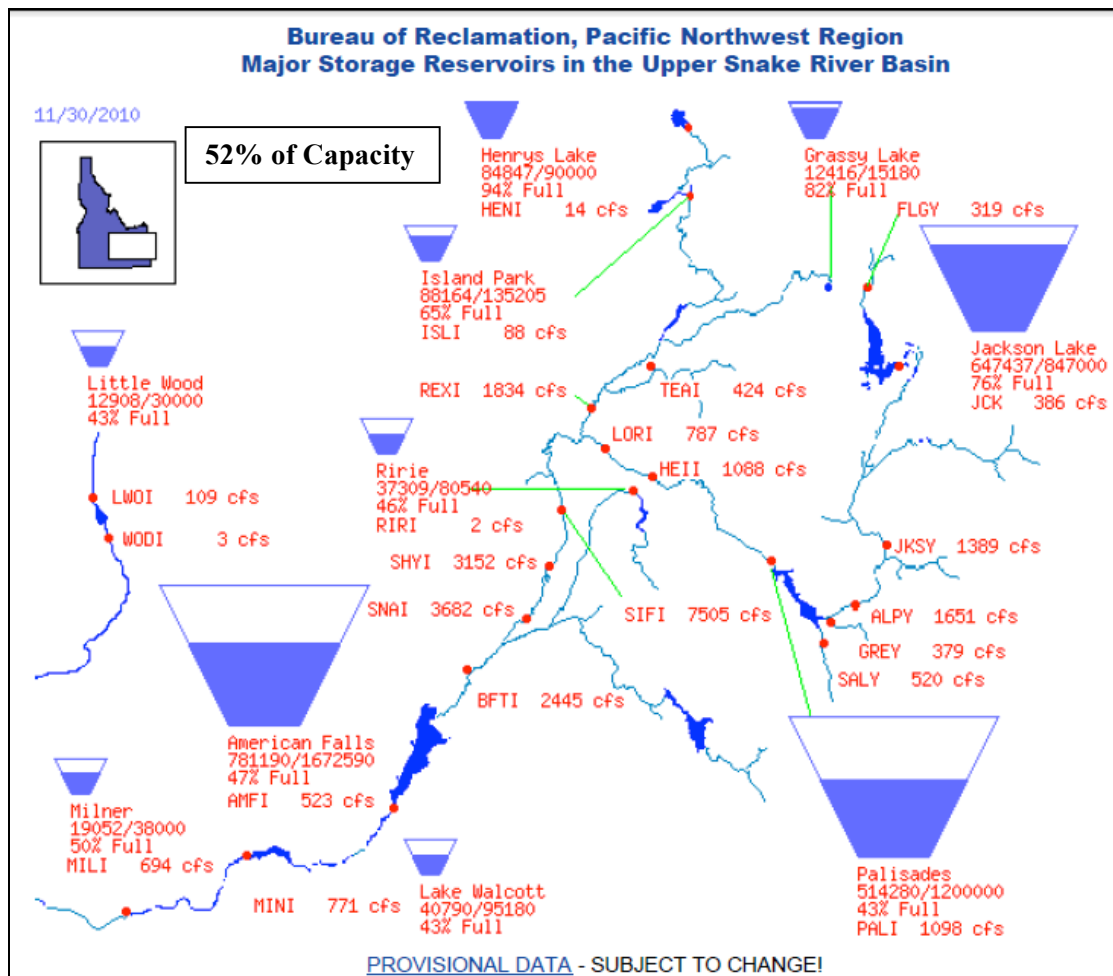 Bureau of Reclamation, Pacific Northwest Region
Major Storage Reservoirs in the Upper Snake River Basin
11/30/2010
52% of Capacity
Henrys Lake
84847/90000
94% Full
HENI 14 cfs
Grassy Lake
12416/15180
82% Full
FLGY 319 cfs
Island Park
88164/135205
65% Full
ISLI 88 cfs
Jackson Lake
647437/847000
76% Full
JCK 386 cfs
Little Wood
12908/30000
43% Full
REXI 1834 cfs
TEAI 424 cfs
LORI 787 cfs
HEII 1088 cfs
Ririe
37309/80540
46% Full
RIRI 2 cfs
LWOI 109 cfs
WODI 3 cfs
SHYI 3152 cfs
JKSY 1389 cfs
SNAI 3682 cfs
SIFI 7505 cfs
ALPY 1651 cfs
GREY 379 cfs
SALY 520 cfs
BFTI 2445 cfs
American Falls
781190/1672590
47% Full
AMFI 523 cfs
Milner
19052/38000
50% Full
MILI 694 cfs
MINI 771 cfs
Lake Walcott
40790/95180
43% Full
Palisades
514280/1200000
43% Full
PALI 1098 cfs
PROVISIONAL DATA - SUBJECT TO CHANGE!